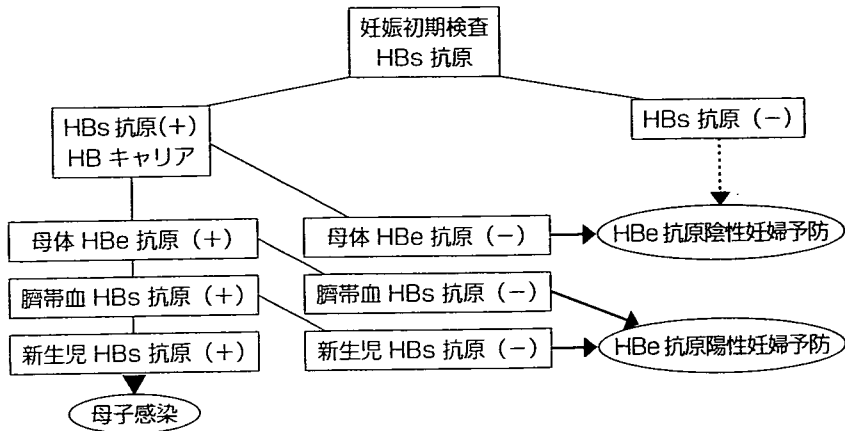 妊娠初期検査
HBs 抗原
HBs 抗原(+)
HB キャリア
HBs 抗原 (−)
母体 HBe 抗原 (+)
母体 HBe 抗原 (−)
HBe 抗原陰性妊婦予防
臍帯血 HBs 抗原 (+)
臍帯血 HBs 抗原 (−)
新生児 HBs 抗原 (+)
新生児 HBs 抗原 (−)
HBe 抗原陽性妊婦予防
母子感染